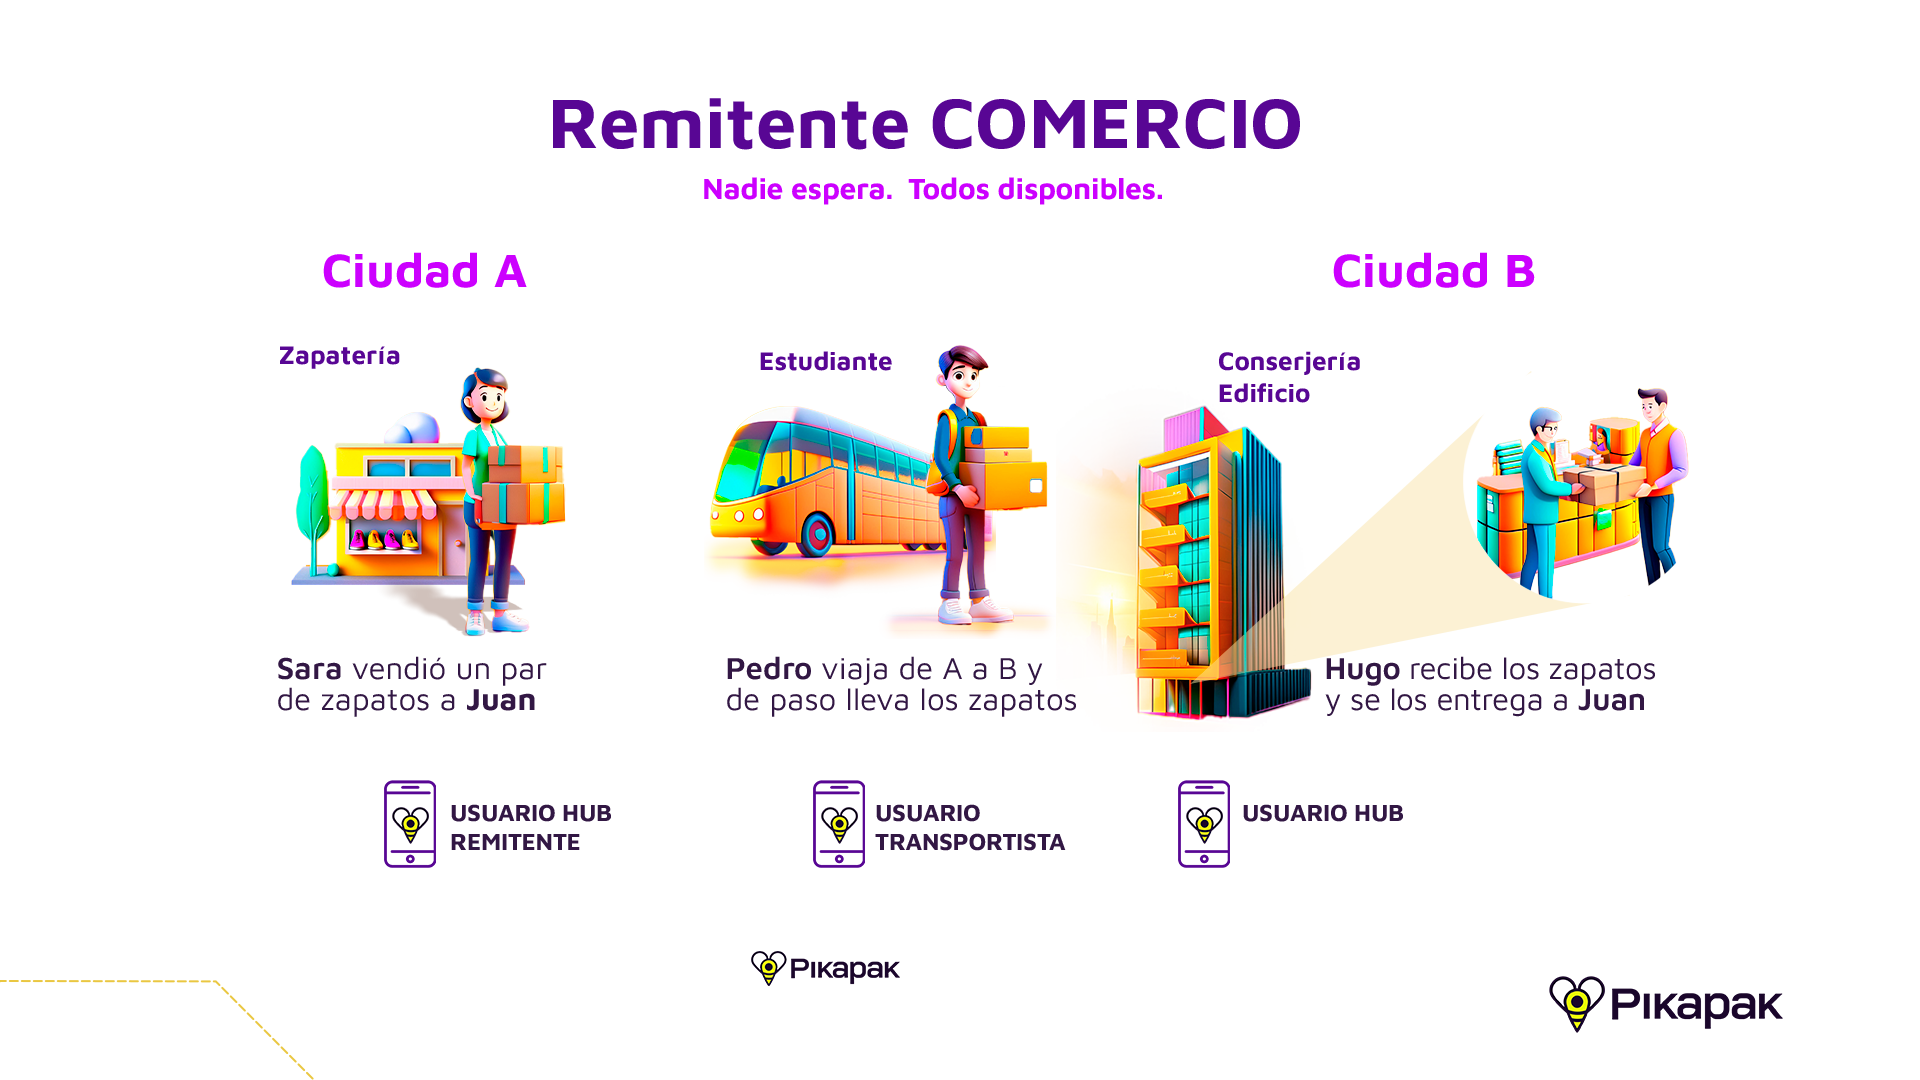 Remitente COMERCIO
Nadie espera. Todos disponibles.
Ciudad A
Ciudad B
Zapatería
Estudiante
Conserjería
Edificio
Sara vendió un par
de zapatos a Juan
Pedro viaja de A a B y
de paso lleva los zapatos
Hugo recibe los zapatos
y se los entrega a Juan
USUARIO HUB
REMITENTE
USUARIO
TRANSPORTISTA
USUARIO HUB
Pikapak
Pikapak